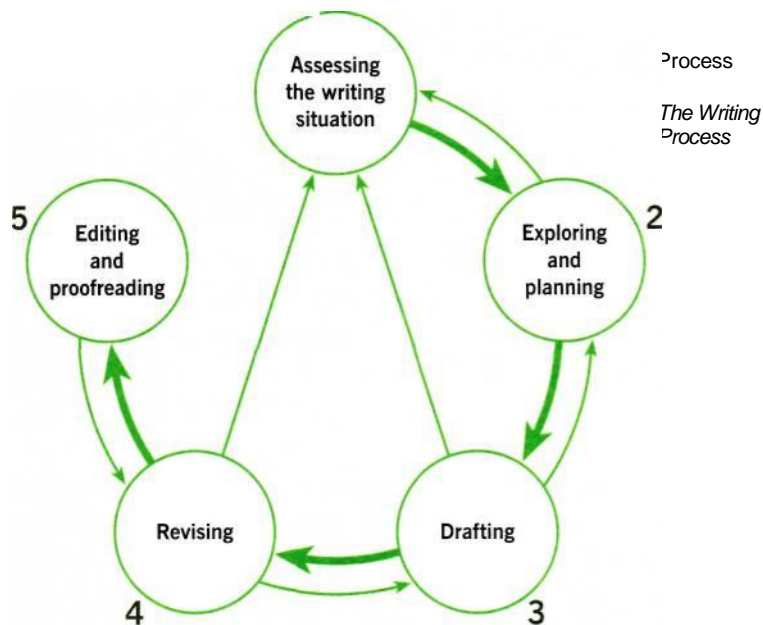 Assessing
the writing
situation
Process
The Writing
Process
2
Exploring
and
planning
3
Drafting
4
Revising
5
Editing
and
proofreading